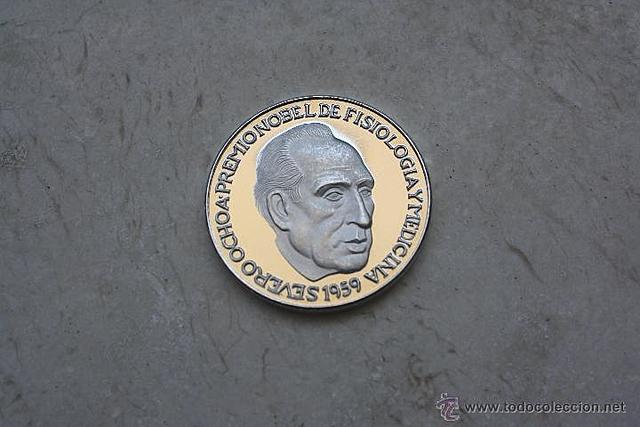 SEVERO OCHOA·PREMIO NOBEL DE FISIOLOGIA Y MEDICINA
1959
www.todocoleccion.net